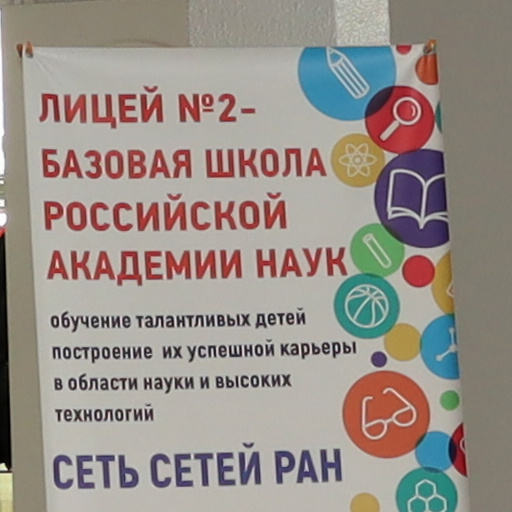 ЛИЦЕЙ №2-
БАЗОВАЯ ШКОЛА
РОССИЙСКОЙ
АКАДЕМИИ НАУК
обучение талантливых детей
построение их успешной карьеры
в области науки и высоких
технологий
СЕТЬ СЕТЕЙ РАН